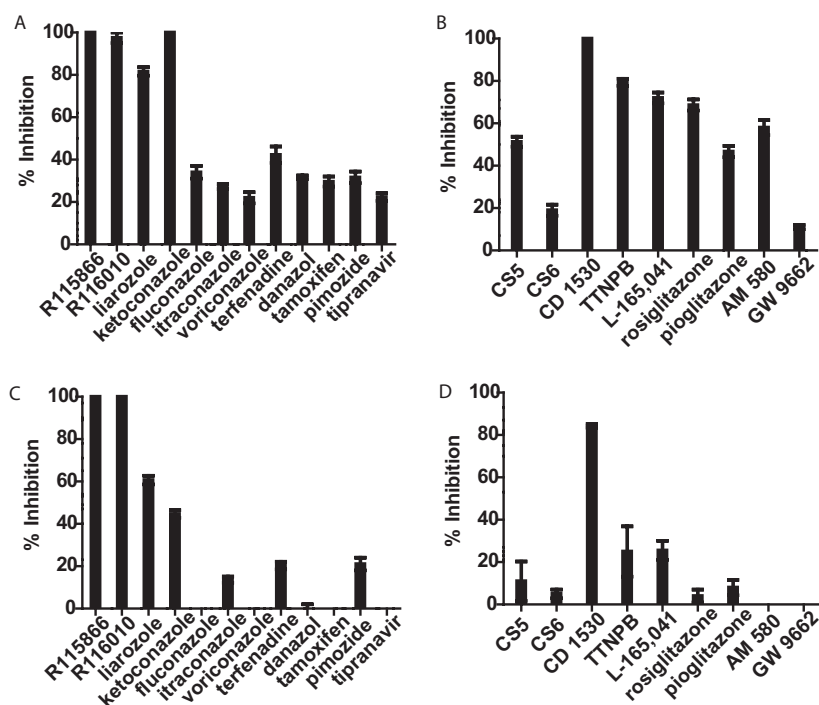 A
% Inhibition
100
80
60
40
20
0
R115866
R116010
liarozole
ketoconazole
fluconazole
itraconazole
voriconazole
terfenadine
danazol
tamoxifen
pimozide
tipranavir
B
% Inhibition
100
80
60
40
20
0
CS5
CS6
CD 1530
TTNPB
L-165,041
rosiglitazone
pioglitazone
AM 580
GW 9662
C
% Inhibition
100
80
60
40
20
0
R115866
R116010
liarozole
ketoconazole
fluconazole
itraconazole
voriconazole
terfenadine
danazol
tamoxifen
pimozide
tipranavir
D
% Inhibition
100
80
60
40
20
0
CS5
CS6
CD 1530
TTNPB
L-165,041
rosiglitazone
pioglitazone
AM 580
GW 9662